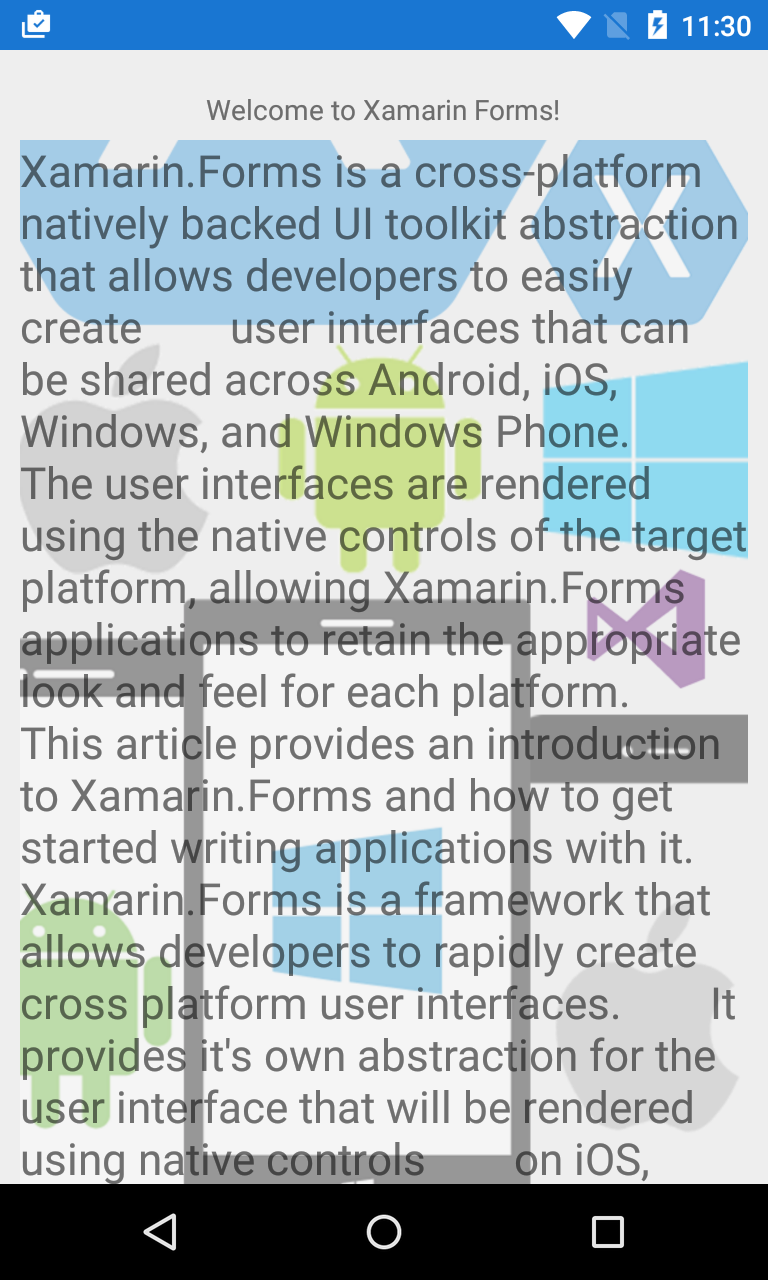 11:30
Welcome to Xamarin Forms!
Xamarin.Forms is a cross-platform
natively backed UI toolkit abstraction
that allows developers to easily
create user interfaces that can
be shared across Android, iOS,
Windows, and Windows Phone.
The user interfaces are rendered
using the native controls of the target
platform, allowing Xamarin.Forms
applications to retain the appropriate
look and feel for each platform.
This article provides an introduction
to Xamarin.Forms and how to get
started writing applications with it.
Xamarin.Forms is a framework that
allows developers to rapidly create
cross platform user interfaces. It
provides it's own abstraction for the
user interface that will be rendered
using native controls on iOS,